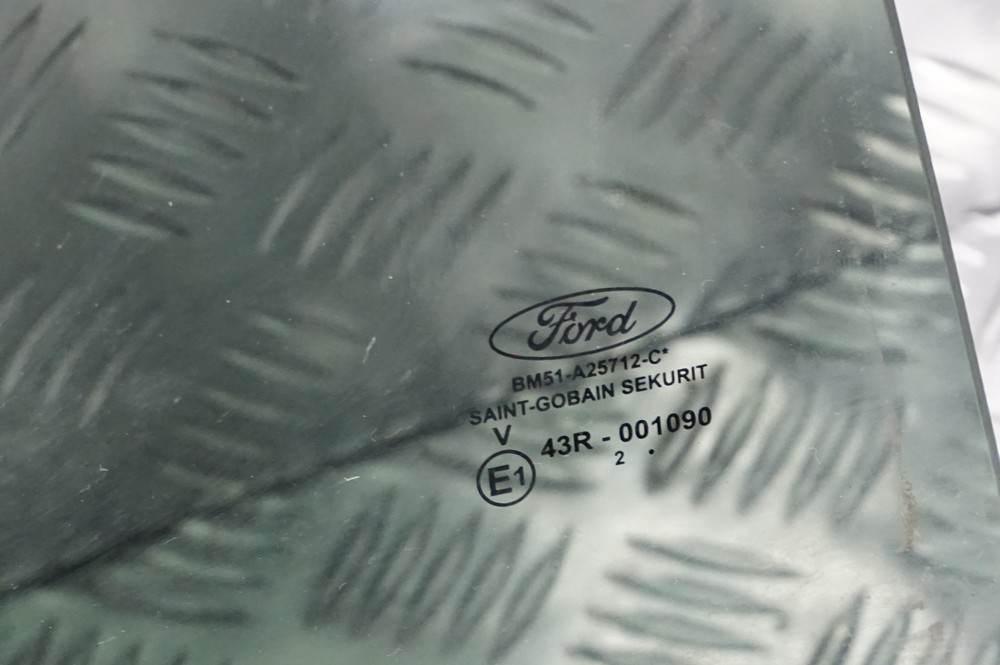 Ford
BM51-A25712-C*
SAINT-GOBAIN SEKURIT
V
43R - 001090
E1
2 .